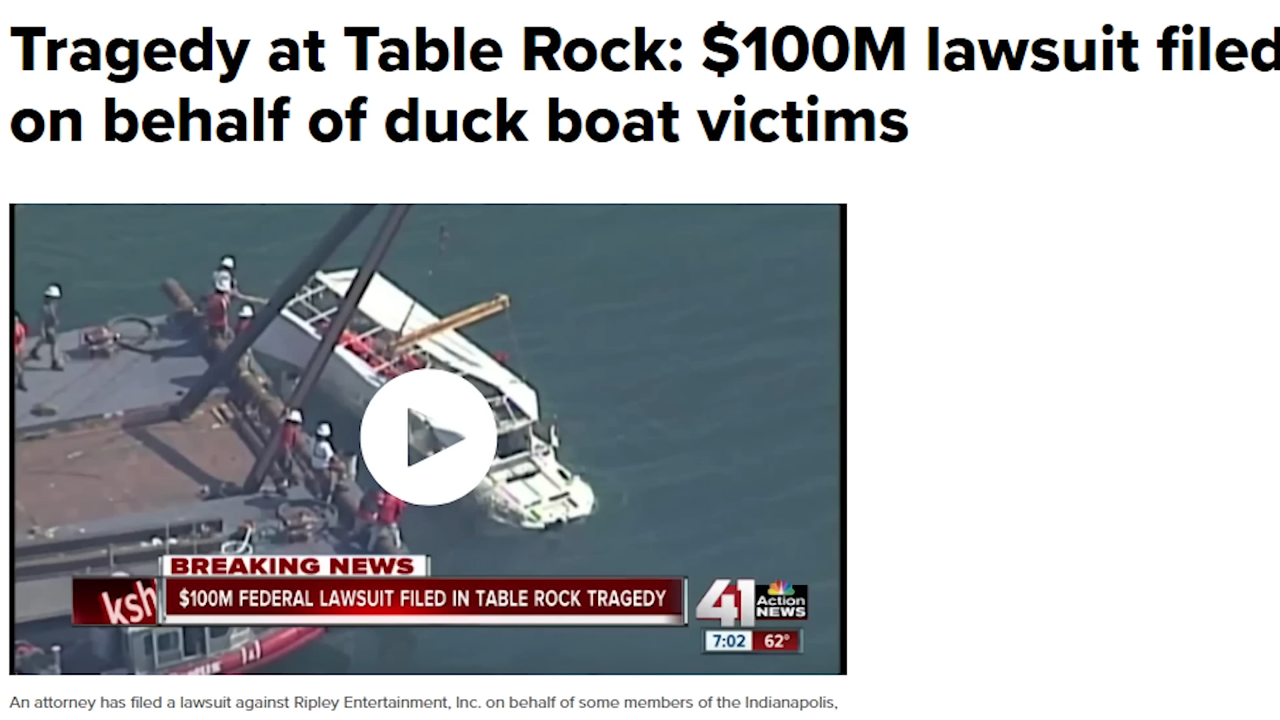 Tragedy at Table Rock: $100M lawsuit filed
on behalf of duck boat victims
BREAKING NEWS
ksh
$100M FEDERAL LAWSUIT FILED IN TABLE ROCK TRAGEDY
41 Action
NEWS
7:02 62°
An attorney has filed a lawsuit against Ripley Entertainment, Inc. on behalf of some members of the Indianapolis,